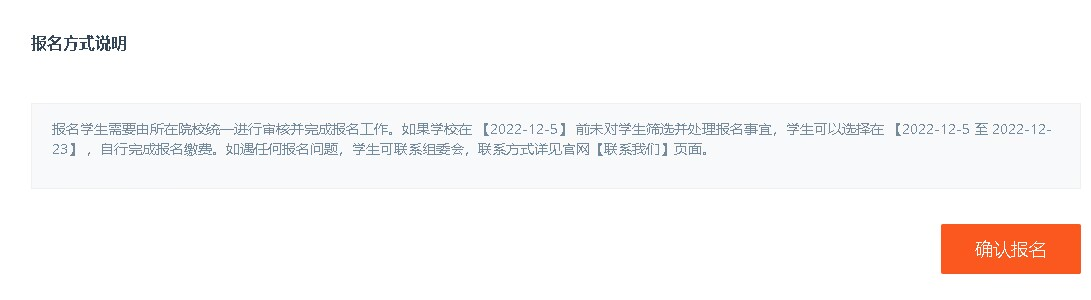 报名方式说明
报名学生需要由所在院校统一进行审核并完成报名工作。如果学校在 【2022-12-5】 前未对学生筛选并处理报名事宜，学生可以选择在 【2022-12-5 至 2022-12-
23】 ，自行完成报名缴费。如遇任何报名问题，学生可联系组委会，联系方式详见官网【联系我们】页面。
确认报名